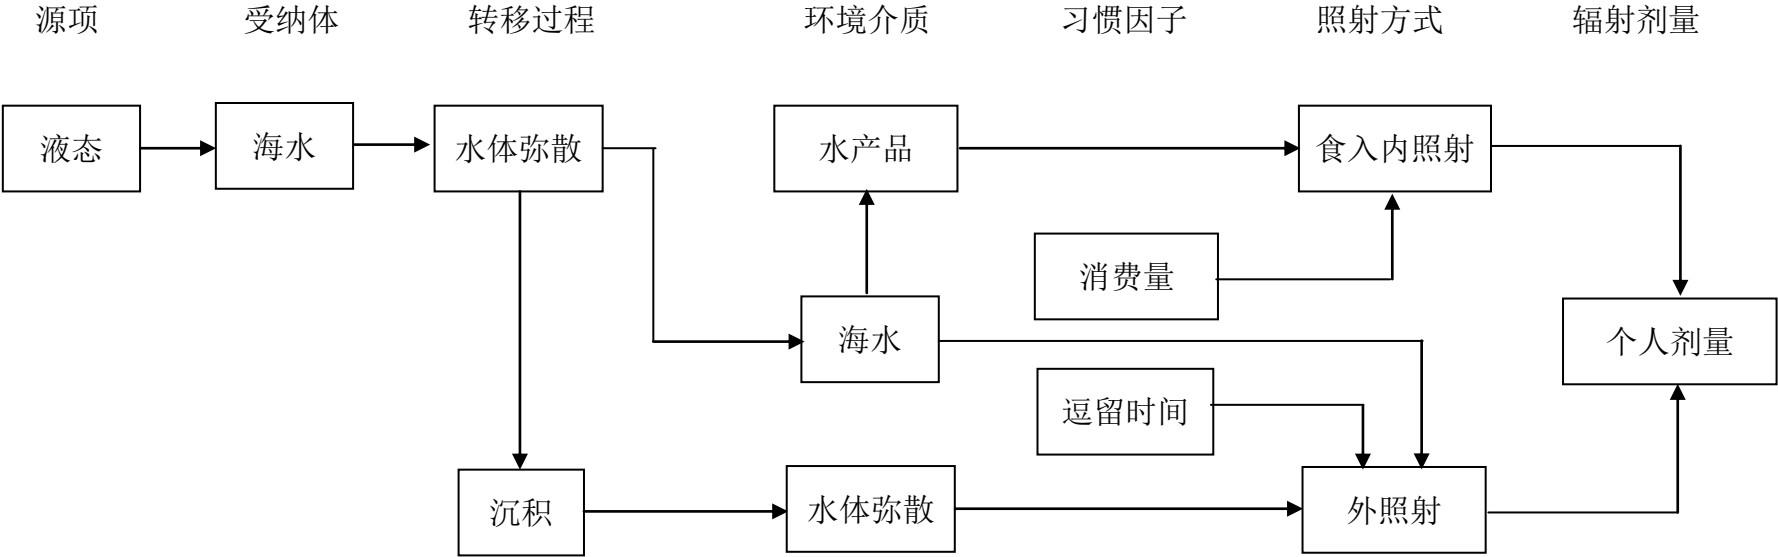 源项 受纳体 转移过程 环境介质 习惯因子 照射方式 辐射剂量
液态 海水 水体弥散 水产品 食入内照射
消费量
海水 个人剂量
逗留时间
沉积 水体弥散 外照射